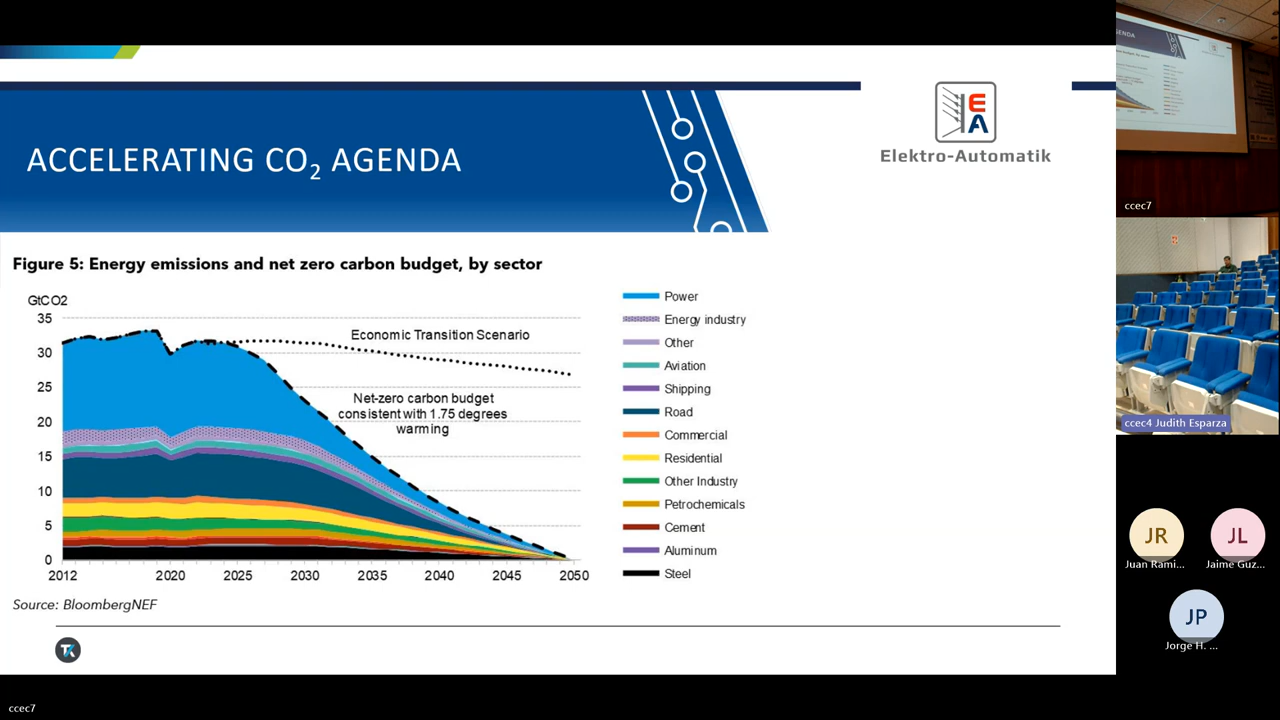 ACCELERATING CO₂ AGENDA
EA
Elektro-Automatik
Figure 5: Energy emissions and net zero carbon budget, by sector
GtCO2
35
30
25
20
15
10
5
0
2012
2020
2025
2030
2035
2040
2045
2050
Economic Transition Scenario
Net-zero carbon budget
consistent with 1.75 degrees
warming
Power
Energy industry
Other
Aviation
Shipping
Road
Commercial
Residential
Other Industry
Petrochemicals
Cement
Aluminum
Steel
Source: BloombergNEF
ccec7
ENDA
ccec7
ccec4 Judith Esparza
JR
Juan Rami...
JL
Jaime Guz...
JP
Jorge H. ...